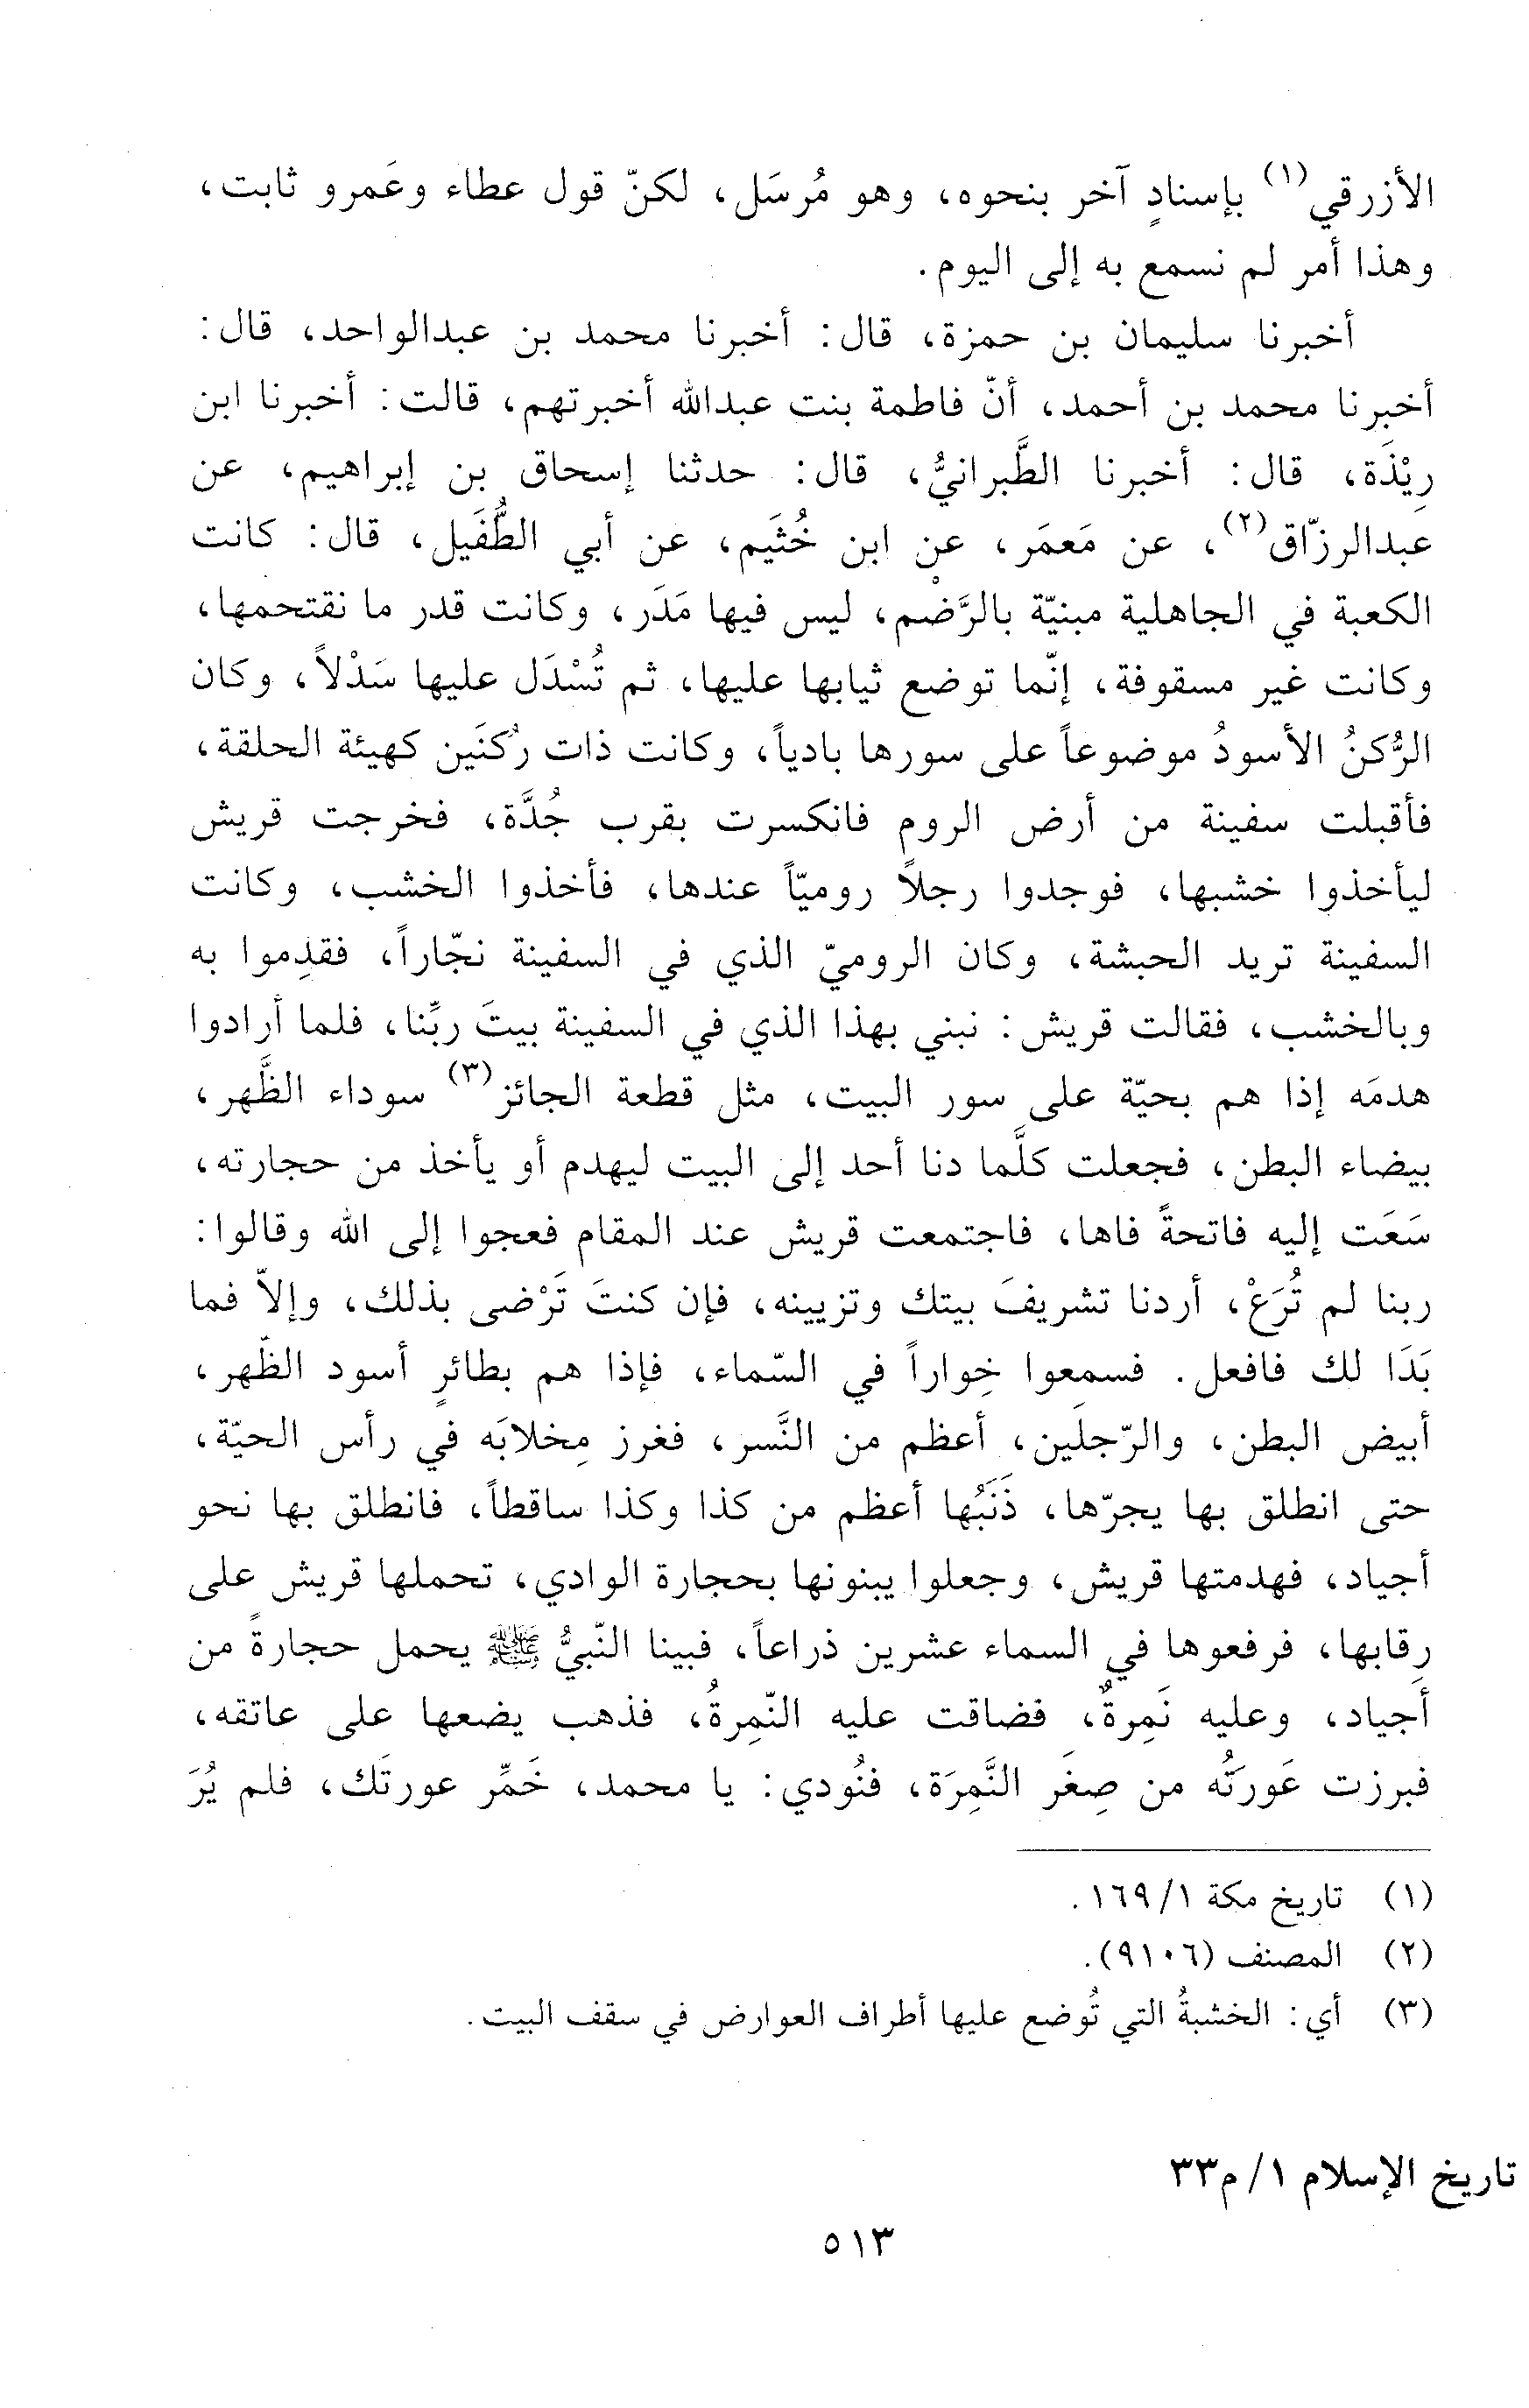 الأزرقي(١) بإسنادٍ آخر بنحوه، وهو مُرسَل، لكنّ قول عطاء وعَمرو ثابت،
وهذا أمر لم نسمع به إلى اليوم.
أخبرنا سليمان بن حمزة، قال: أخبرنا محمد بن عبدالواحد، قال:
أخبرنا محمد بن أحمد، أنّ فاطمة بنت عبدالله أخبرتهم، قالت: أخبرنا ابن
رِيْذَة، قال: أخبرنا الطَّبرانيُّ، قال: حدثنا إسحاق بن إبراهيم، عن
عبدالرزّاق(٢)، عن مَعمَر، عن ابن خُثَيم، عن أبي الطُّفَيل، قال: كانت
الكعبة في الجاهلية مبنيّة بالرَّضْم، ليس فيها مَدَر، وكانت قدر ما نقتحمها،
وكانت غير مسقوفة، إنّما توضع ثيابها عليها، ثم تُسْدَل عليها سَدْلاً، وكان
الرُّكنُ الأسودُ موضوعاً على سورها بادياً، وكانت ذات رُكنَين كهيئة الحلقة،
فأقبلت سفينة من أرض الروم فانكسرت بقرب جُدَّة، فخرجت قريش
ليأخذوا خشبها، فوجدوا رجلاً روميّاً عندها، فأخذوا الخشب، وكانت
السفينة تريد الحبشة، وكان الروميّ الذي في السفينة نجّاراً، فقدِموا به
وبالخشب، فقالت قريش: نبني بهذا الذي في السفينة بيتَ ربِّنا، فلما أرادوا
هدمَه إذا هم بحيّة على سور البيت، مثل قطعة الجائز(٣) سوداء الظَّهر،
بيضاء البطن، فجعلت كلَّما دنا أحد إلى البيت ليهدم أو يأخذ من حجارته،
سَعَت إليه فاتحةً فاها، فاجتمعت قريش عند المقام فعجوا إلى الله وقالوا:
ربنا لم تُرَعْ، أردنا تشريفَ بيتك وتزيينه، فإن كنتَ تَرْضى بذلك، وإلاّ فما
بَدَا لك فافعل. فسمِعوا خِواراً في السّماء، فإذا هم بطائرٍ أسود الظّهر،
أبيض البطن، والرّجلَين، أعظم من النَّسر، فغرز مِخلابَه في رأس الحيّة،
حتى انطلق بها يجرّها، ذَنَبُها أعظم من كذا وكذا ساقطاً، فانطلق بها نحو
أجياد، فهدمتها قريش، وجعلوا يبنونها بحجارة الوادي، تحملها قريش على
رِقابها، فرفعوها في السماء عشرين ذراعاً، فبينا النّبيُّ ﷺ يحمل حجارةً من
أجياد، وعليه نَمِرةٌ، فضاقت عليه النّمِرةُ، فذهب يضعها على عاتقه،
فبرزت عَورَتُه من صِغَر النَّمِرَة، فنُودي: يا محمد، خَمِّر عورتَك، فلم يُرَ
(١) تاريخ مكة ١/١٦٩.
(٢) المصنف (٩١٠٦).
(٣) أي: الخشبةُ التي تُوضع عليها أطراف العوارض في سقف البيت.
تاريخ الإسلام ١/ م٣٣
٥١٣